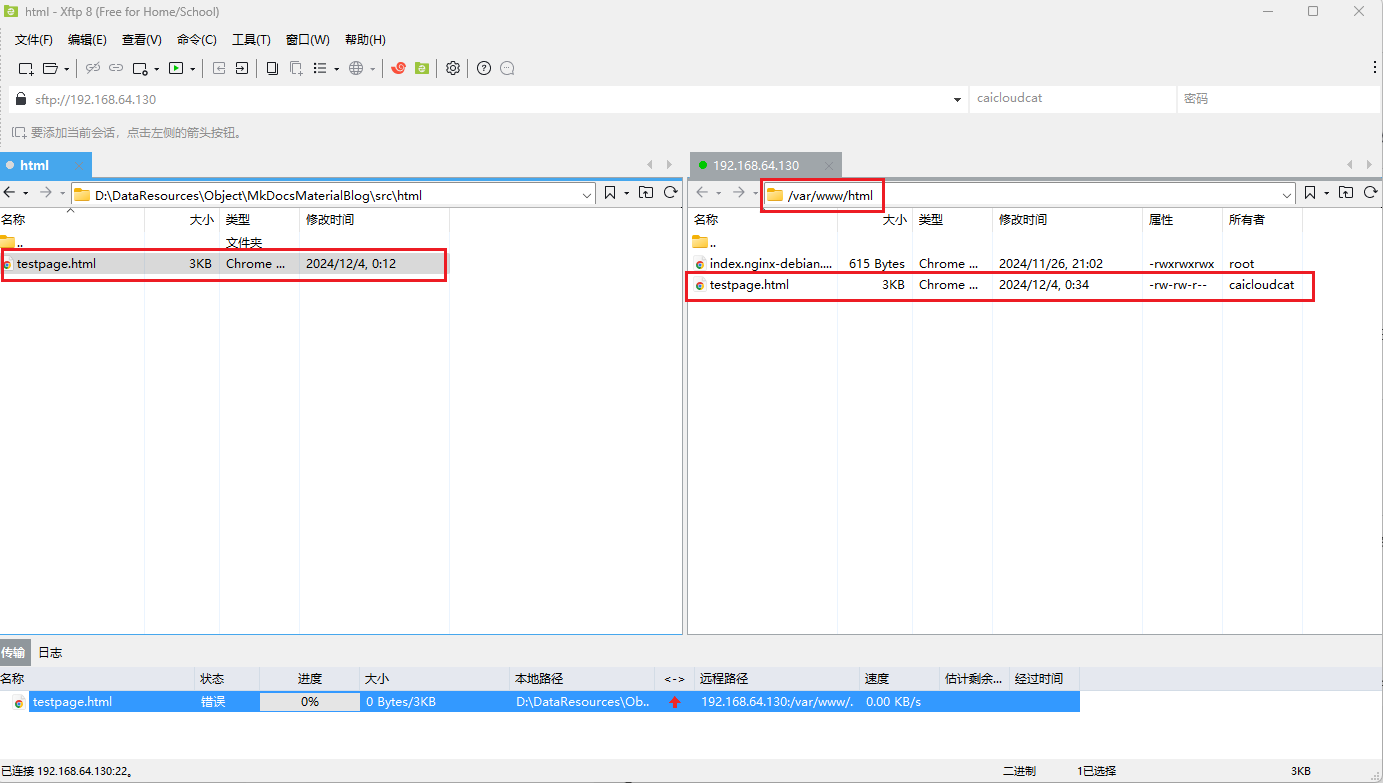 html - Xftp 8 (Free for Home/School)
文件(F) 编辑(E) 查看(V) 命令(C) 工具(T) 窗口(W) 帮助(H)
sftp://192.168.64.130 caicloudcat 密码
要添加当前会话，点击左侧的箭头按钮。
html
D:\DataResources\Object\MkDocsMaterialBlog\src\html
名称 大小 类型 修改时间
.. 文件夹
testpage.html 3KB Chrome ... 2024/12/4, 0:12
192.168.64.130
/var/www/html
名称 大小 类型 修改时间 属性 所有者
..
index.nginx-debian.... 615 Bytes Chrome ... 2024/11/26, 21:02 -rwxrwxrwx root
testpage.html 3KB Chrome ... 2024/12/4, 0:34 -rw-rw-r-- caicloudcat
传输 日志
名称 状态 进度 大小 本地路径 <-> 远程路径 速度 估计剩余... 经过时间
testpage.html 错误 0% 0 Bytes/3KB D:\DataResources\Ob.. 192.168.64.130:/var/www/. 0.00 KB/s
已连接 192.168.64.130:22。 二进制 1已选择 3KB